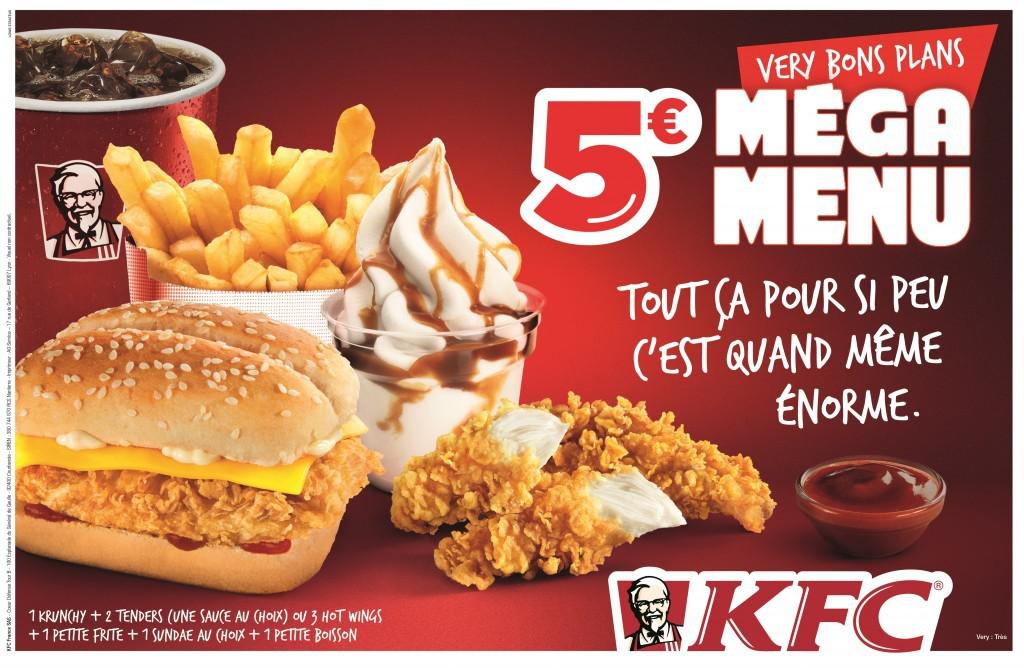 VERY BONS PLANS
5€ MÉGA
MENU
TOUT ÇA POUR SI PEU
C'EST QUAND MÊME
ÉNORME.
1 KRUNCHY + 2 TENDERS (UNE SAUCE AU CHOIX) OU 3 HOT WINGS
+ 1 PETITE FRITE + 1 SUNDAE AU CHOIX + 1 PETITE BOISSON
KFC®
Very : Très